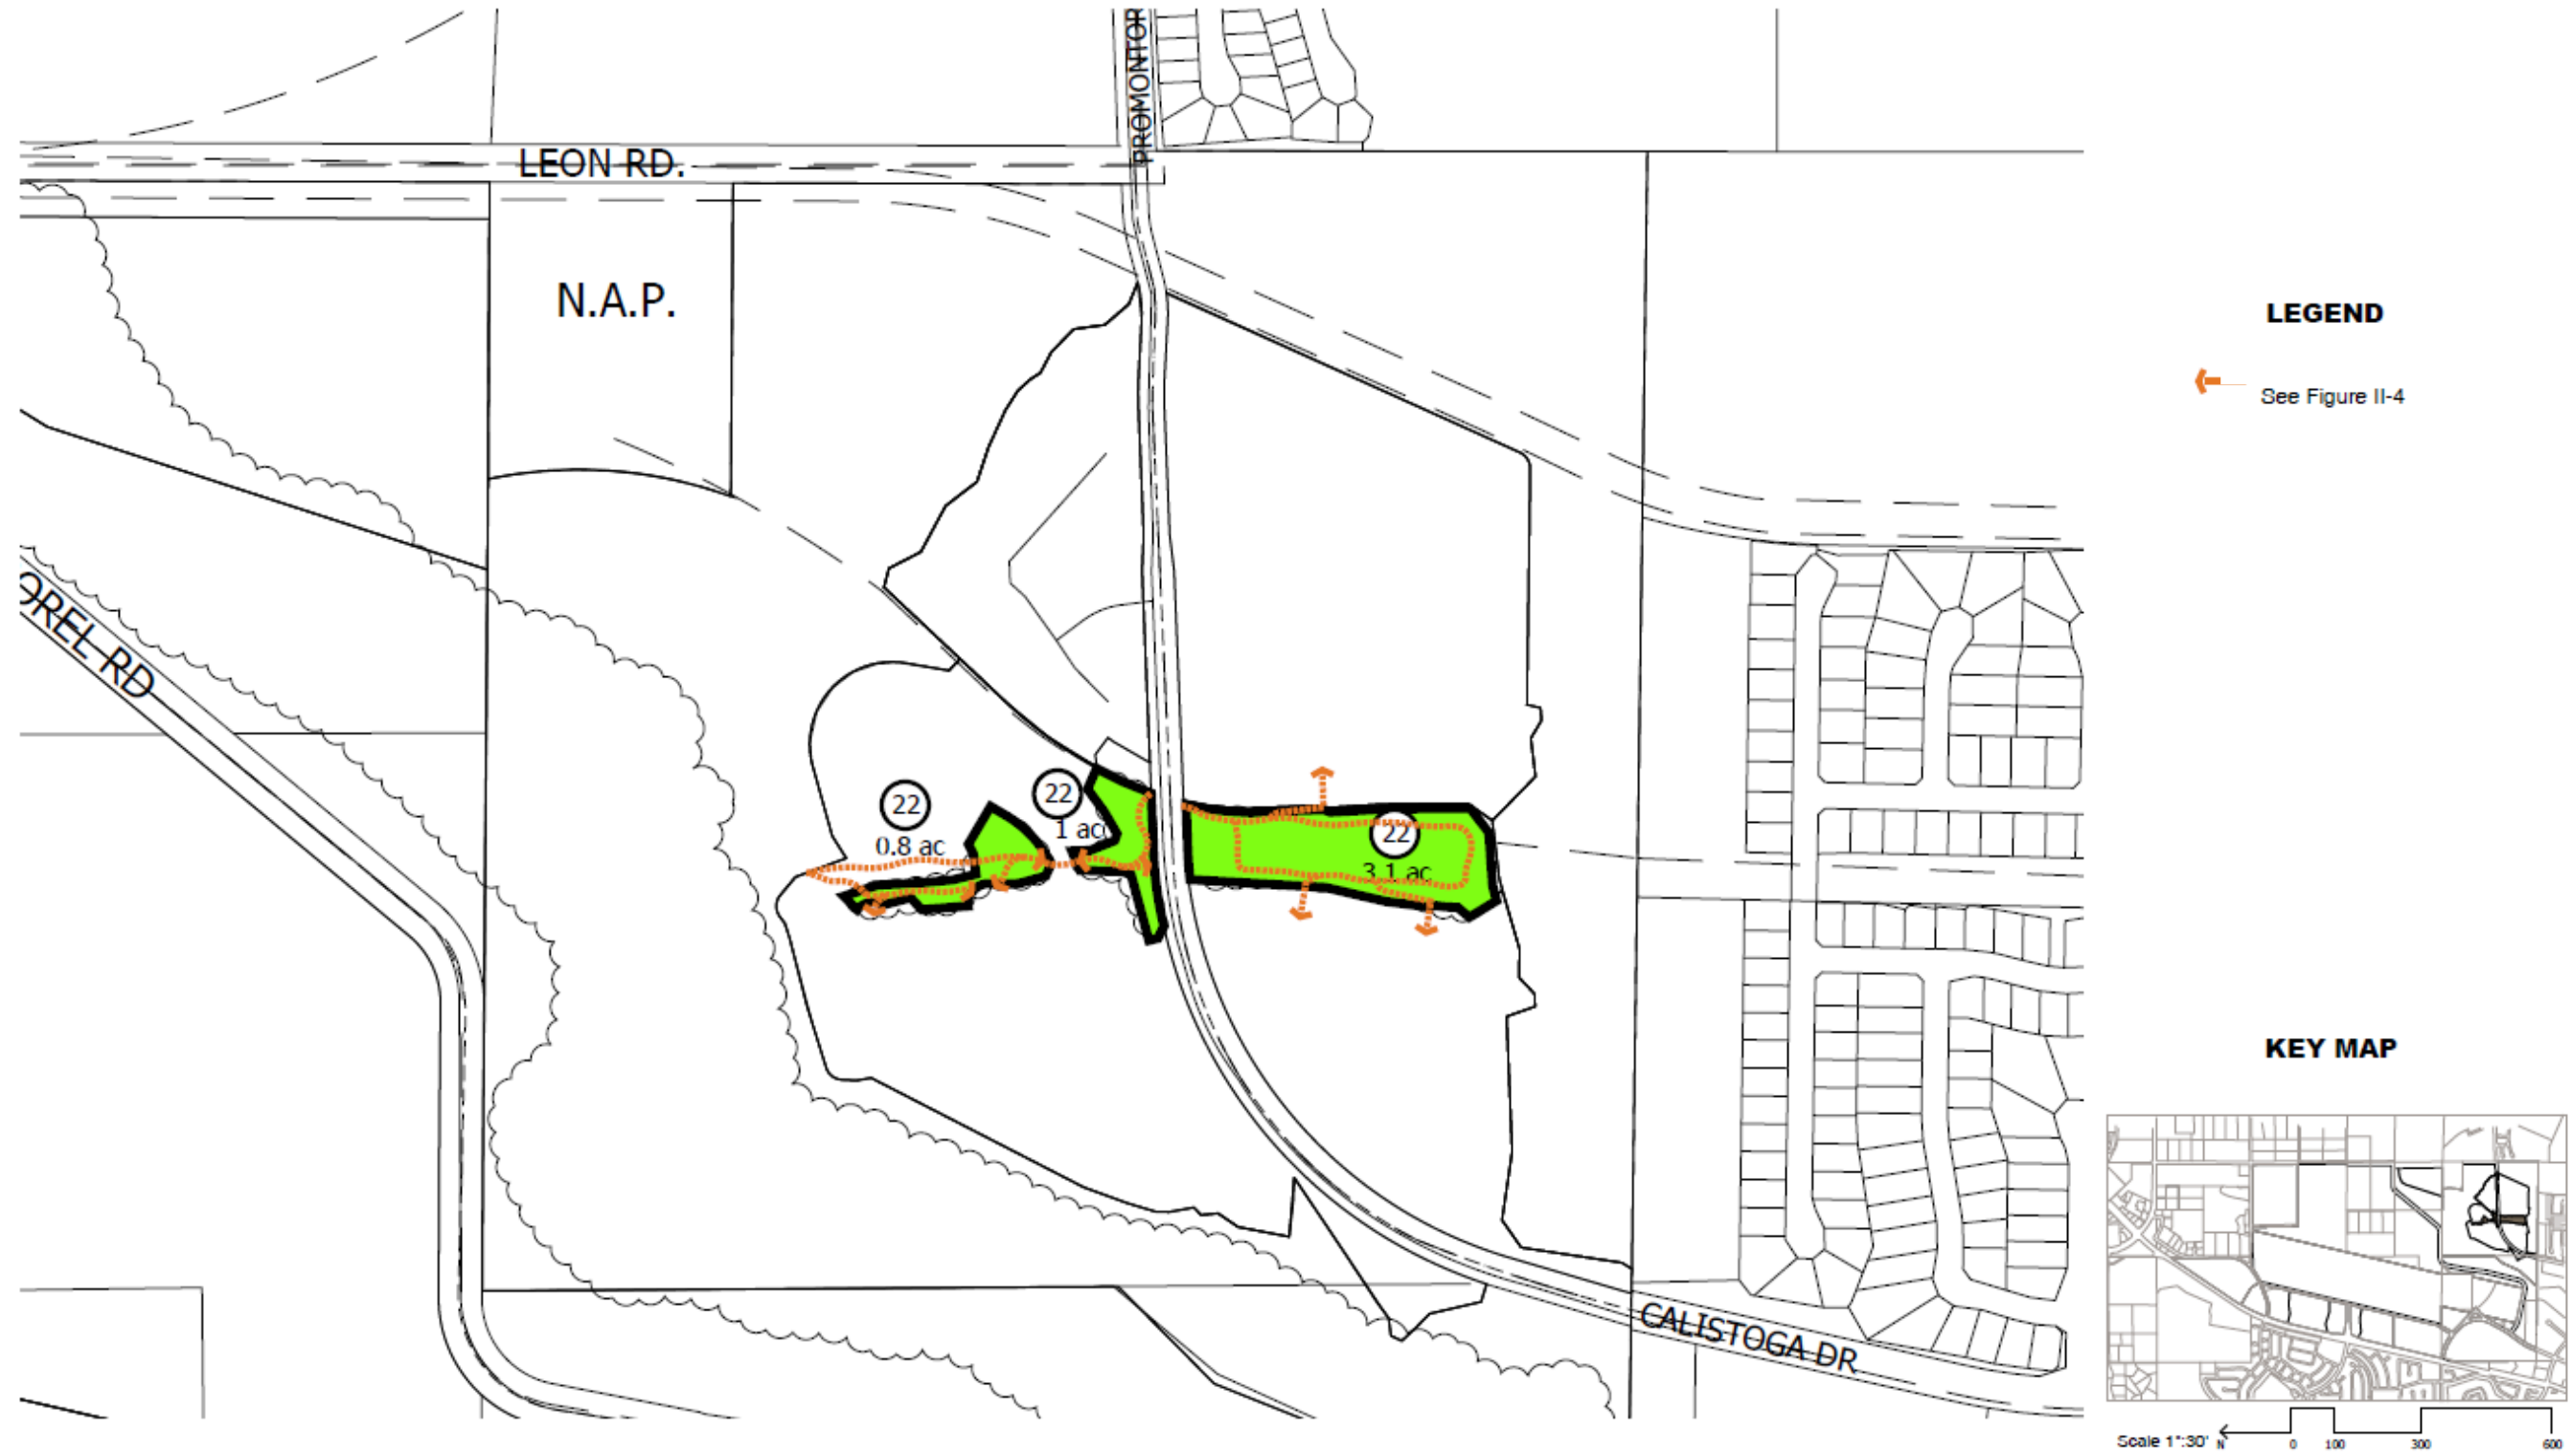 PROMONTOR
LEON RD.
N.A.P.
OREL RD
22
0.8 ac
22
1 ac
22
3.1 ac
CALISTOGA DR
LEGEND
See Figure II-4
KEY MAP
Scale 1":30'
N
0
100
300
600